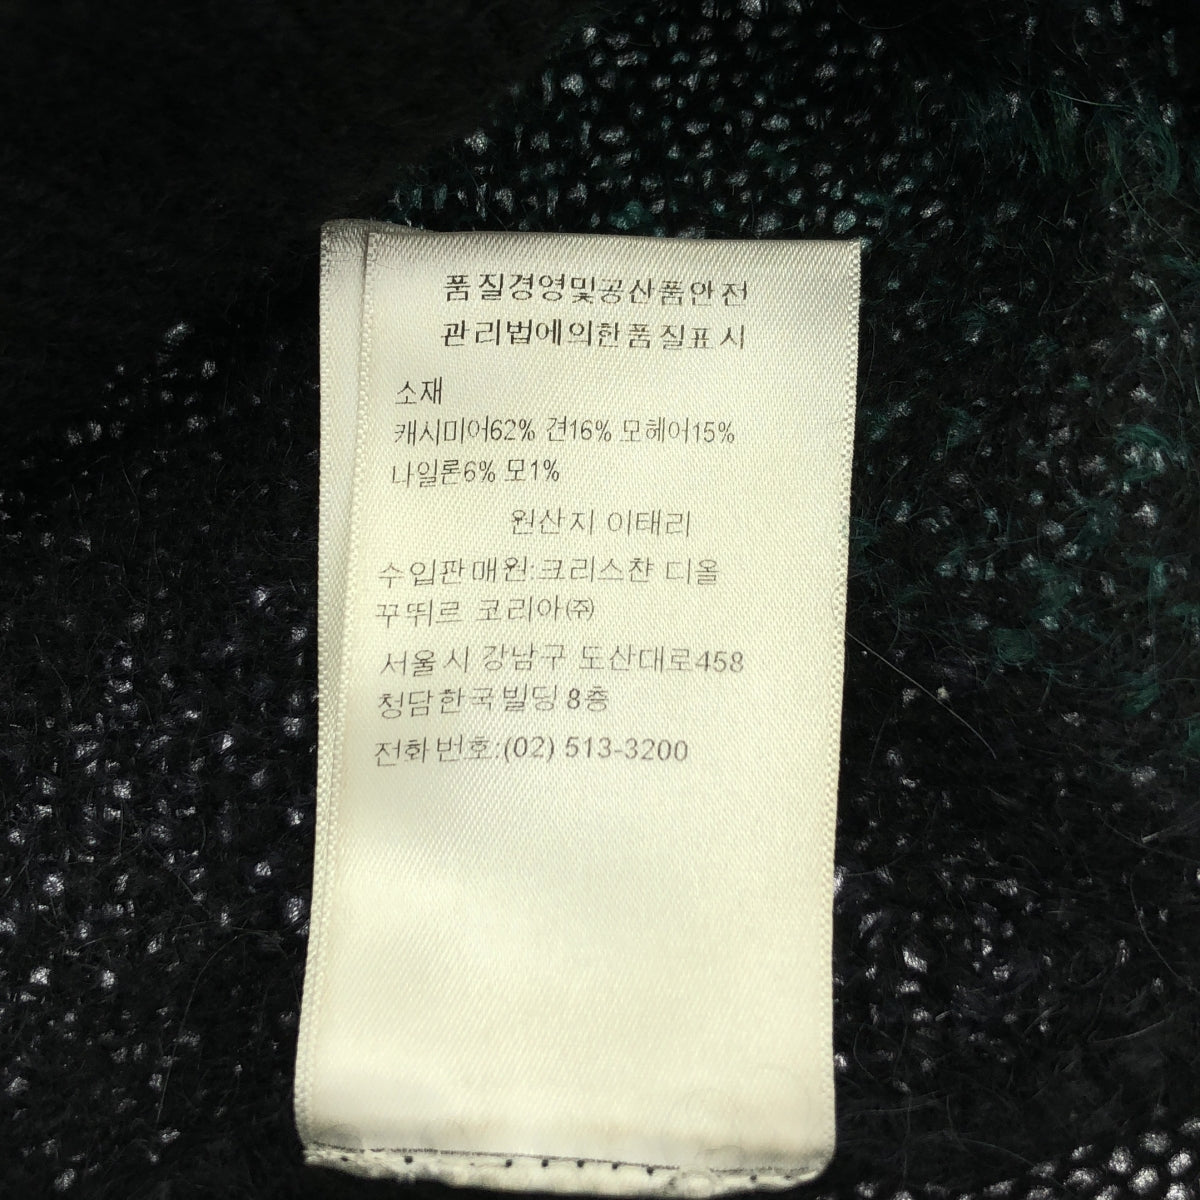 품질경영및공산품안전
관리법에의한품질표시
소재
캐시미어62% 견16% 모헤어15%
나일론6% 모1%
원산지 이태리
수입판매원:크리스챤 디올
꾸뛰르 코리아㈜
서울시 강남구 도산대로458
청담한국빌딩 8층
전화번호:(02) 513-3200